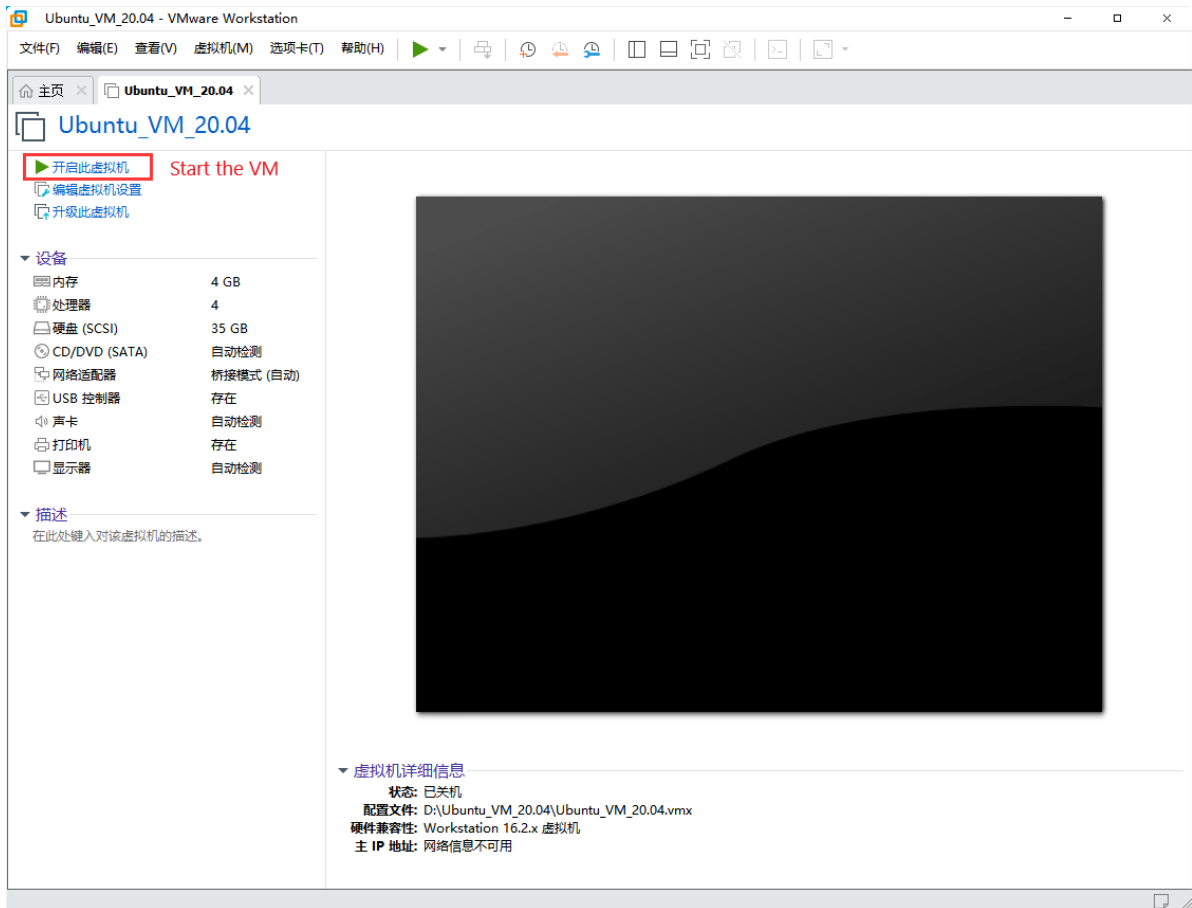 Ubuntu_VM_20.04 - VMware Workstation
文件(F) 编辑(E) 查看(V) 虚拟机(M) 选项卡(T) 帮助(H)
主页 Ubuntu_VM_20.04
Ubuntu_VM_20.04
开启此虚拟机 Start the VM
编辑虚拟机设置
升级此虚拟机
设备
内存 4 GB
处理器 4
硬盘 (SCSI) 35 GB
CD/DVD (SATA) 自动检测
网络适配器 桥接模式 (自动)
USB 控制器 存在
声卡 自动检测
打印机 存在
显示器 自动检测
描述
在此处键入对该虚拟机的描述。
虚拟机详细信息
状态: 已关机
配置文件: D:\Ubuntu_VM_20.04\Ubuntu_VM_20.04.vmx
硬件兼容性: Workstation 16.2.x 虚拟机
主 IP 地址: 网络信息不可用